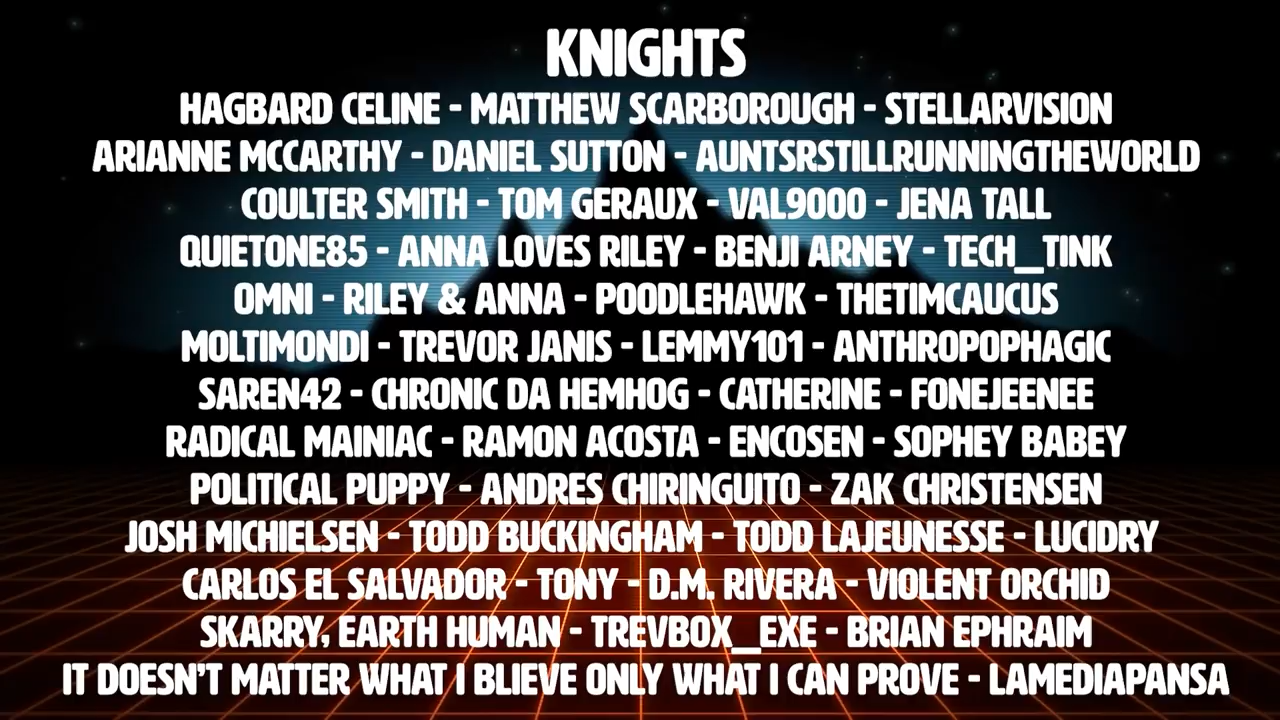 KNIGHTS
HAGBARD CELINE - MATTHEW SCARBOROUGH - STELLARVISION
ARIANNE MCCARTHY - DANIEL SUTTON - AUNTSRSTILLRUNNINGTHEWORLD
COULTER SMITH - TOM GERAUX - VAL9000 - JENA TALL
QUIETONE85 - ANNA LOVES RILEY - BENJI ARNEY - TECH__TINK
OMNI - RILEY & ANNA - POODLEHAWK - THETIMCAUCUS
MOLTIMONDI - TREVOR JANIS - LEMMY101 - ANTHROPOPHAGIC
SAREN42 - CHRONIC DA HEMHOG - CATHERINE - FONEJEENEE
RADICAL MAINIAC - RAMON ACOSTA - ENCOSEN - SOPHEY BABEY
POLITICAL PUPPY - ANDRES CHIRINGUITO - ZAK CHRISTENSEN
JOSH MICHIELSEN - TODD BUCKINGHAM - TODD LAJEUNESSE - LUCIDRY
CARLOS EL SALVADOR - TONY - D.M. RIVERA - VIOLENT ORCHID
SKARRY, EARTH HUMAN - TREVBOX__EXE - BRIAN EPHRAIM
IT DOESN'T MATTER WHAT I BLIEVE ONLY WHAT I CAN PROVE - LAMEDIAPANSA